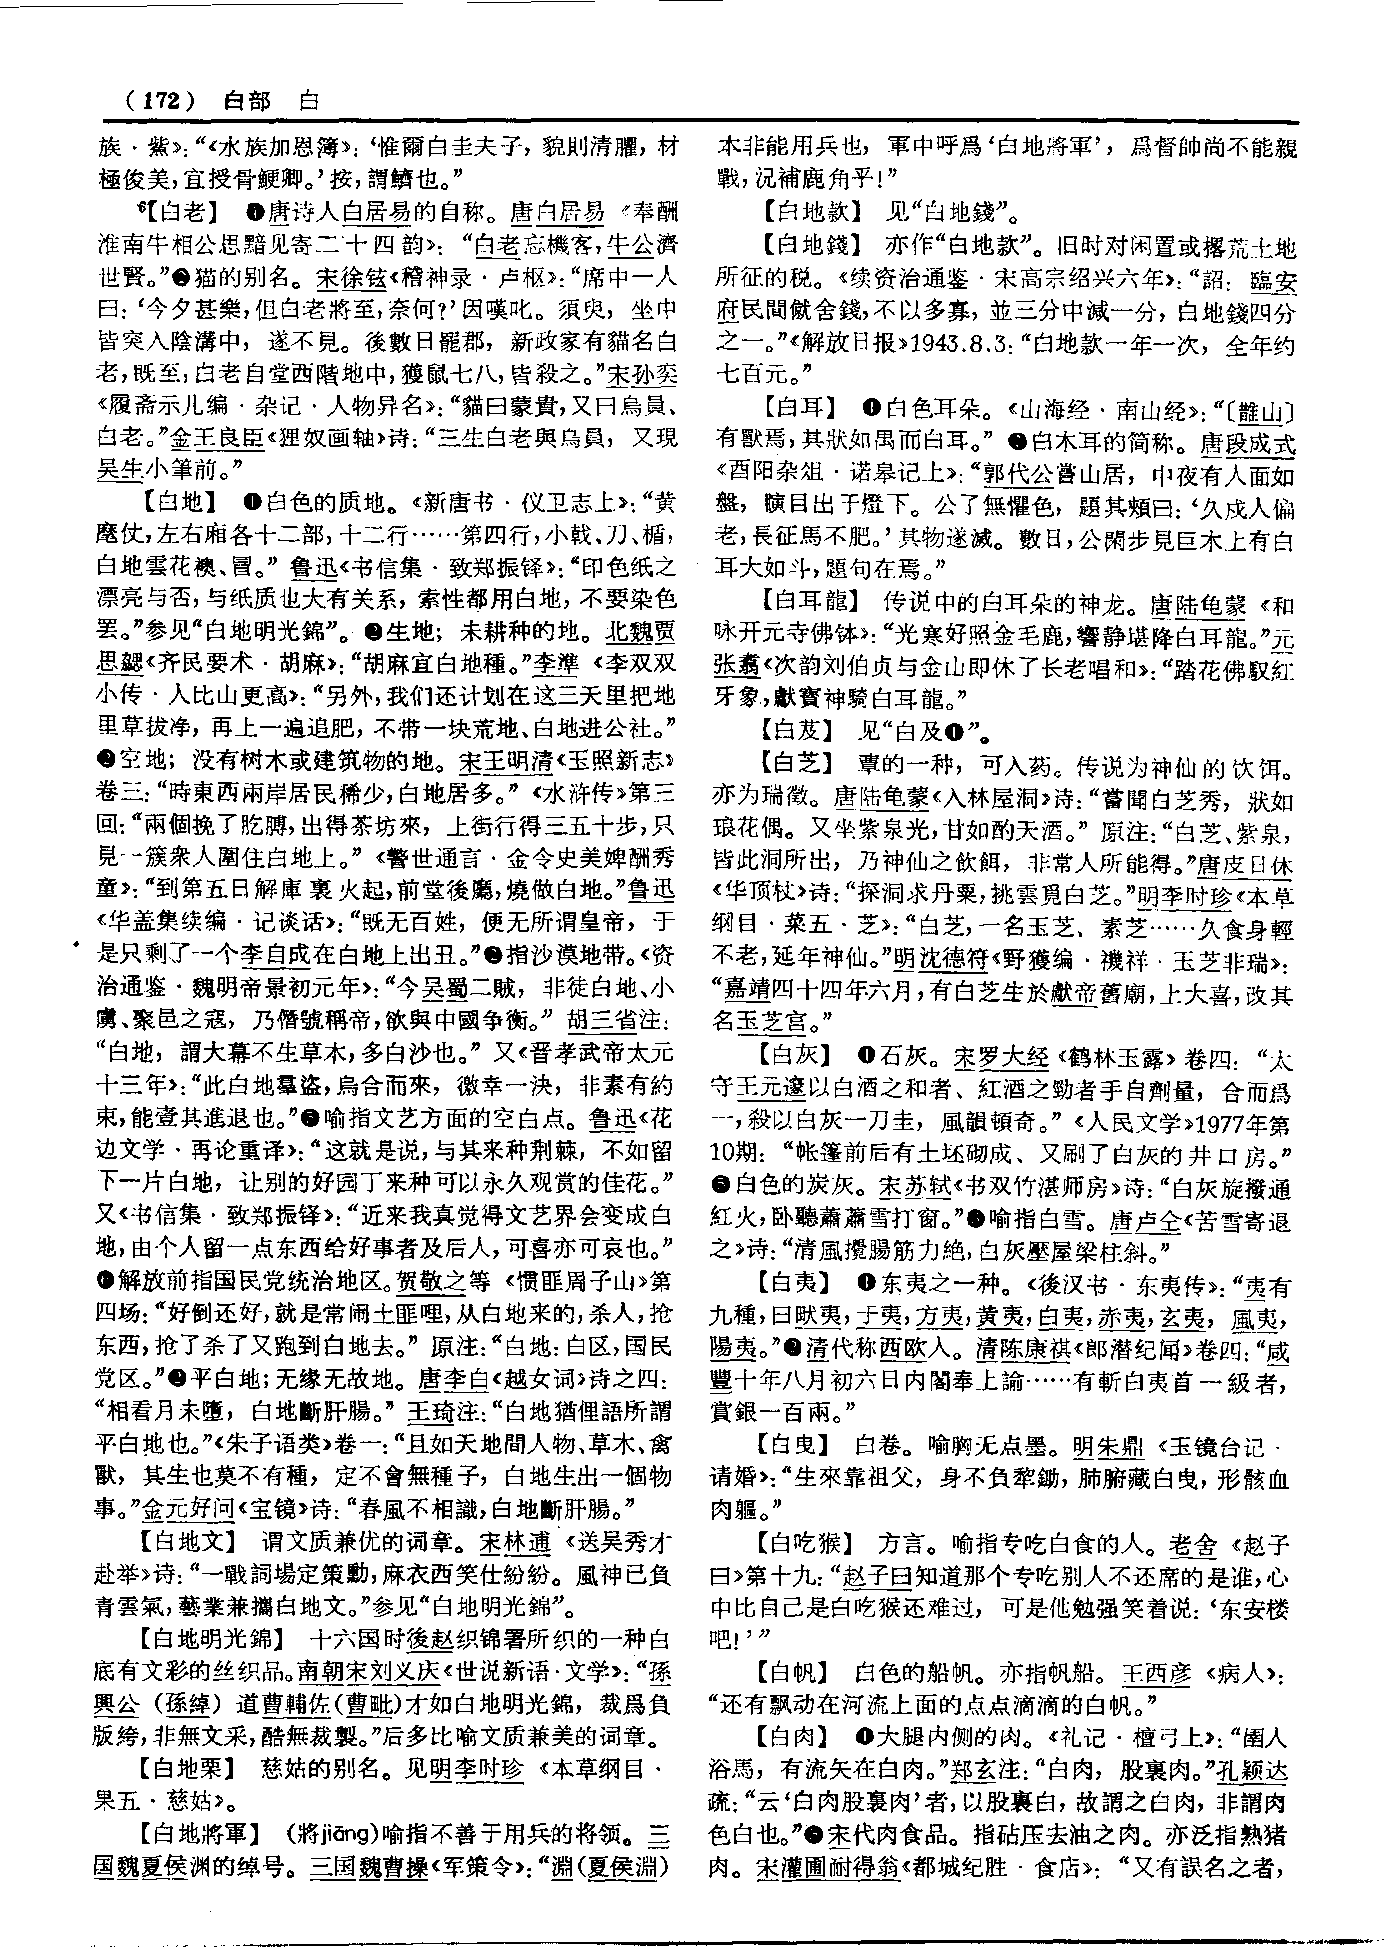 (172) 白部 白
族·紫》：“《水族加恩簿》：‘惟爾白圭夫子，貌則清臞，材
極俊美，宜授骨鯁卿。’按，謂鱭也。”
⁶【白老】 ❶唐诗人白居易的自称。唐白居易《奉酬
淮南牛相公思黯见寄二十四韵》：“白老忘機客，牛公濟
世賢。”❷猫的别名。宋徐铉《稽神录·卢枢》：“席中一人
曰：‘今夕甚樂，但白老將至，奈何？’因嘆叱。須臾，坐中
皆突入陰溝中，遂不見。後數日罷郡，新政家有貓名白
老，既至，白老自堂西階地中，獲鼠七八，皆殺之。”宋孙奕
《履斋示儿编·杂记·人物异名》：“貓曰蒙貴，又曰烏員、
白老。”金王良臣《狸奴画轴》诗：“三生白老與烏員，又現
吴生小筆前。”
【白地】 ❶白色的质地。《新唐书·仪卫志上》：“黄
麾仗，左右廂各十二部，十二行……第四行，小戟、刀、楯，
白地雲花襖、冒。” 鲁迅《书信集·致郑振铎》：“印色纸之
漂亮与否，与纸质也大有关系，索性都用白地，不要染色
罢。”参见“白地明光錦”。❷生地；未耕种的地。北魏贾
思勰《齐民要术·胡麻》：“胡麻宜白地種。”李準《李双双
小传·人比山更高》：“另外，我们还计划在这三天里把地
里草拔净，再上一遍追肥，不带一块荒地、白地进公社。”
❸空地；没有树木或建筑物的地。宋王明清《玉照新志》
卷三：“時東西兩岸居民稀少，白地居多。”《水浒传》第三
回：“兩個挽了肐膊，出得茶坊來，上街行得三五十步，只
見一簇衆人圍住白地上。”《警世通言·金令史美婢酬秀
童》：“到第五日解庫裏火起，前堂後廳，燒做白地。”鲁迅
《华盖集续编·记谈话》：“既无百姓，便无所谓皇帝，于
是只剩了一个李自成在白地上出丑。”❹指沙漠地带。《资
治通鉴·魏明帝景初元年》：“今吴蜀二賊，非徒白地、小
虜、聚邑之寇，乃僭號稱帝，欲與中國争衡。” 胡三省注：
“白地，謂大幕不生草木，多白沙也。” 又《晋孝武帝太元
十三年》：“此白地羣盗，烏合而來，徼幸一決，非素有約
束，能壹其進退也。”❺喻指文艺方面的空白点。鲁迅《花
边文学·再论重译》：“这就是说，与其来种荆棘，不如留
下一片白地，让别的好园丁来种可以永久观赏的佳花。”
又《书信集·致郑振铎》：“近来我真觉得文艺界会变成白
地，由个人留一点东西给好事者及后人，可喜亦可哀也。”
❻解放前指国民党统治地区。贺敬之等《惯匪周子山》第
四场：“好倒还好，就是常闹土匪哩，从白地来的，杀人，抢
东西，抢了杀了又跑到白地去。” 原注：“白地：白区，国民
党区。”❼平白地；无缘无故地。唐李白《越女词》诗之四：
“相看月未墮，白地斷肝腸。”王琦注：“白地猶俚語所謂
平白地也。”《朱子语类》卷一：“且如天地間人物、草木、禽
獸，其生也莫不有種，定不會無種子，白地生出一個物
事。”金元好问《宝镜》诗：“春風不相識，白地斷肝腸。”
【白地文】 谓文质兼优的词章。宋林逋《送吴秀才
赴举》诗：“一戰詞場定策勳，麻衣西笑仕紛紛。風神已負
青雲氣，藝業兼攜白地文。”参见“白地明光錦”。
【白地明光錦】 十六国时後赵织锦署所织的一种白
底有文彩的丝织品。南朝宋刘义庆《世说新语·文学》：“孫
興公（孫綽）道曹輔佐（曹毗）才如白地明光錦，裁爲負
版絝，非無文采，酷無裁製。”后多比喻文质兼美的词章。
【白地栗】 慈姑的别名。见明李时珍《本草纲目·
果五·慈姑》。
【白地將軍】 （將jiāng）喻指不善于用兵的将领。三
国魏夏侯渊的绰号。三国魏曹操《军策令》：“淵（夏侯淵）
本非能用兵也，軍中呼爲‘白地將軍’，爲督帥尚不能親
戰，況補鹿角乎！”
【白地款】 见“白地錢”。
【白地錢】 亦作“白地款”。旧时对闲置或撂荒土地
所征的税。《续资治通鉴·宋高宗绍兴六年》：“詔：臨安
府民間僦舍錢，不以多寡，並三分中減一分，白地錢四分
之一。”《解放日报》1943.8.3：“白地款一年一次，全年约
七百元。”
【白耳】 ❶白色耳朵。《山海经·南山经》：“〔䧿山〕
有獸焉，其狀如禺而白耳。” ❷白木耳的简称。唐段成式
《酉阳杂俎·诺皋记上》：“郭代公嘗山居，中夜有人面如
盤，瞚目出于燈下。公了無懼色，題其頰曰：‘久戍人偏
老，長征馬不肥。’其物遂滅。數日，公閑步見巨木上有白
耳大如斗，題句在焉。”
【白耳龍】 传说中的白耳朵的神龙。唐陆龟蒙《和
咏开元寺佛钵》：“光寒好照金毛鹿，響静堪降白耳龍。”元
张翥《次韵刘伯贞与金山即休了长老唱和》：“踏花佛馭紅
牙象，獻寳神騎白耳龍。”
【白芨】 见“白及❶”。
【白芝】 蕈的一种，可入药。传说为神仙的饮饵。
亦为瑞徵。唐陆龟蒙《入林屋洞》诗：“嘗聞白芝秀，狀如
琅花偶。又坐紫泉光，甘如酌天酒。” 原注：“白芝、紫泉，
皆此洞所出，乃神仙之飲餌，非常人所能得。”唐皮日休
《华顶杖》诗：“探洞求丹粟，挑雲覓白芝。”明李时珍《本草
纲目·菜五·芝》：“白芝，一名玉芝、素芝……久食身輕
不老，延年神仙。”明沈德符《野獲编·禨祥·玉芝非瑞》：
“嘉靖四十四年六月，有白芝生於獻帝舊廟，上大喜，改其
名玉芝宫。”
【白灰】 ❶石灰。宋罗大经《鹤林玉露》卷四：“太
守王元邃以白酒之和者、紅酒之勁者手自劑量，合而爲
一，殺以白灰一刀圭，風韻頓奇。”《人民文学》1977年第
10期：“帐篷前后有土坯砌成、又刷了白灰的井口房。”
❷白色的炭灰。宋苏轼《书双竹湛师房》诗：“白灰旋撥通
紅火，卧聽蕭蕭雪打窗。”❸喻指白雪。唐卢仝《苦雪寄退
之》诗：“清風攪腸筋力絶，白灰壓屋梁柱斜。”
【白夷】 ❶东夷之一种。《後汉书·东夷传》：“夷有
九種，曰畎夷，于夷，方夷，黄夷，白夷，赤夷，玄夷，風夷，
陽夷。”❷清代称西欧人。清陈康祺《郎潜纪闻》卷四：“咸
豐十年八月初六日内閣奉上諭……有斬白夷首一級者，
賞銀一百兩。”
【白曳】 白卷。喻胸无点墨。明朱鼎《玉镜台记·
请婚》：“生來靠祖父，身不負犂鋤，肺腑藏白曳，形骸血
肉軀。”
【白吃猴】 方言。喻指专吃白食的人。老舍《赵子
曰》第十九：“赵子曰知道那个专吃别人不还席的是谁，心
中比自己是白吃猴还难过，可是他勉强笑着说：‘东安楼
吧！’”
【白帆】 白色的船帆。亦指帆船。王西彦《病人》：
“还有飘动在河流上面的点点滴滴的白帆。”
【白肉】 ❶大腿内侧的肉。《礼记·檀弓上》：“圉人
浴馬，有流矢在白肉。”郑玄注：“白肉，股裏肉。”孔颖达
疏：“云‘白肉股裏肉’者，以股裏白，故謂之白肉，非謂肉
色白也。”❷宋代肉食品。指砧压去油之肉。亦泛指熟猪
肉。宋灌圃耐得翁《都城纪胜·食店》：“又有誤名之者，